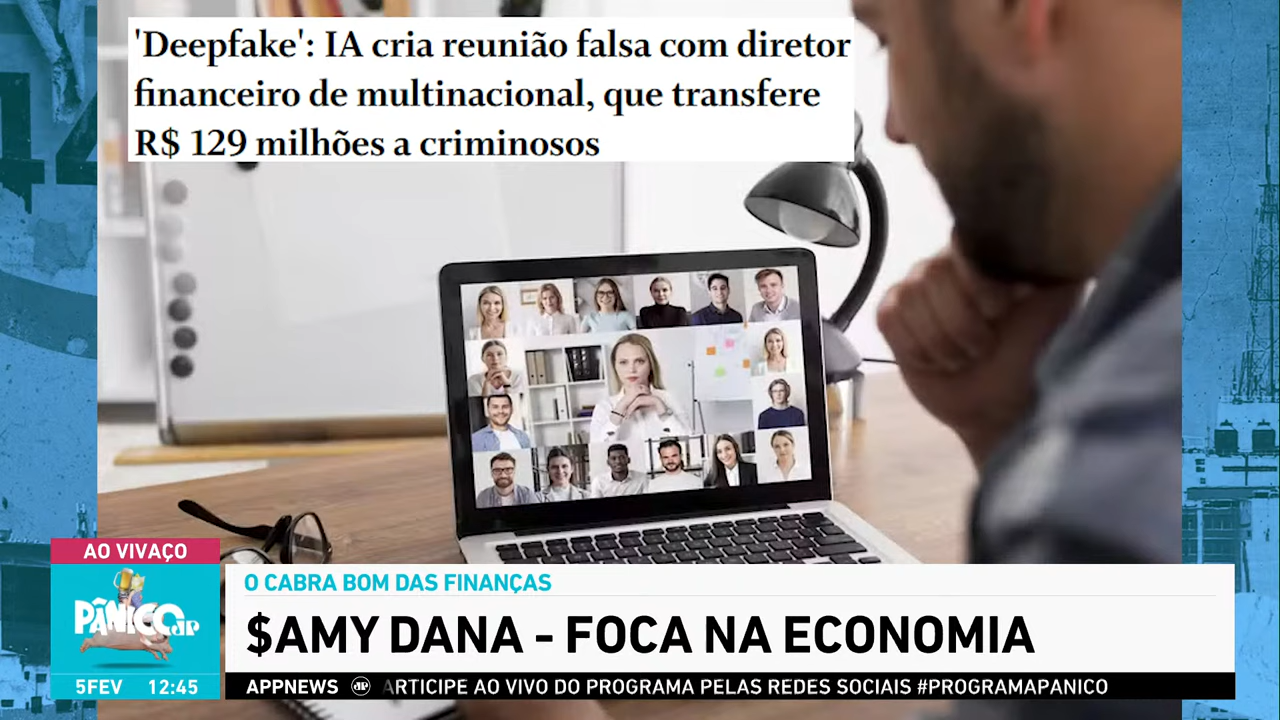 'Deepfake': IA cria reunião falsa com diretor
financeiro de multinacional, que transfere
R$ 129 milhões a criminosos
AO VIVAÇO
PÂNICO JP
5FEV 12:45
O CABRA BOM DAS FINANÇAS
$AMY DANA - FOCA NA ECONOMIA
APPNEWS JP ARTICIPE AO VIVO DO PROGRAMA PELAS REDES SOCIAIS #PROGRAMAPANICO